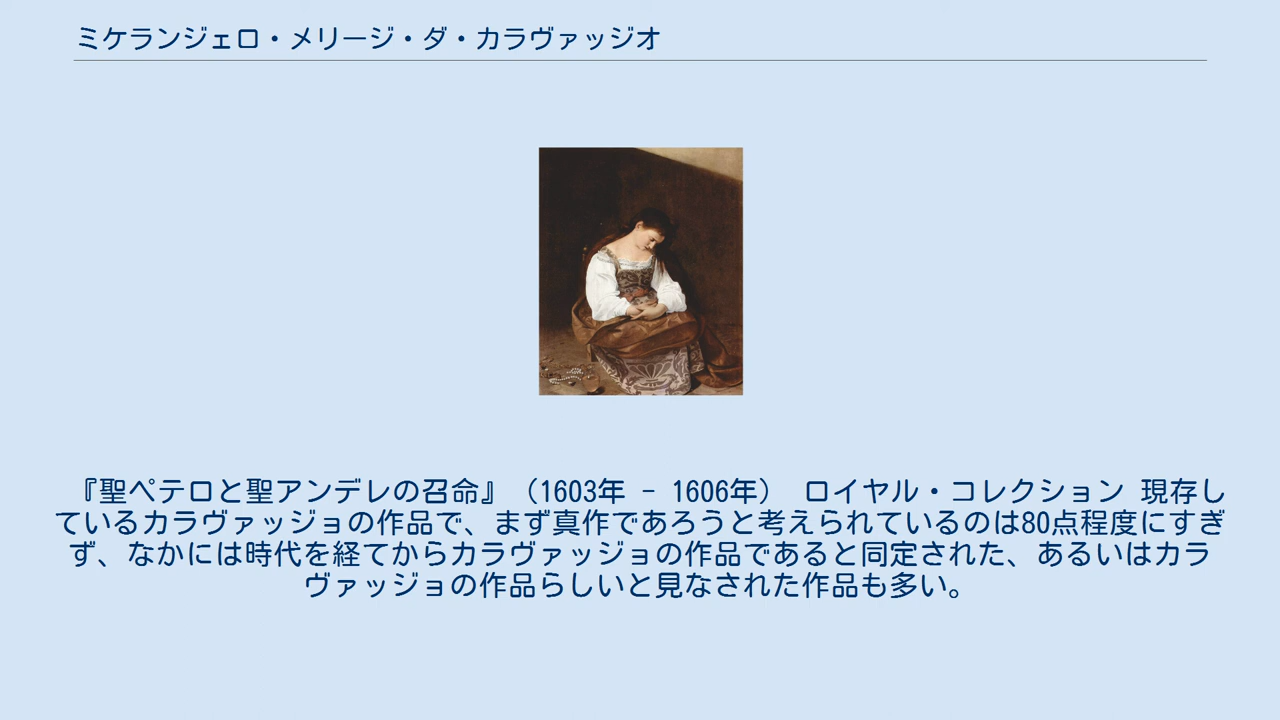 ミケランジェロ・メリージ・ダ・カラヴァッジオ
『聖ペテロと聖アンデレの召命』（1603年 - 1606年） ロイヤル・コレクション 現存し
ているカラヴァッジョの作品で、まず真作であろうと考えられているのは80点程度にすぎ
ず、なかには時代を経てからカラヴァッジョの作品であると同定された、あるいはカラ
ヴァッジョの作品らしいと見なされた作品も多い。